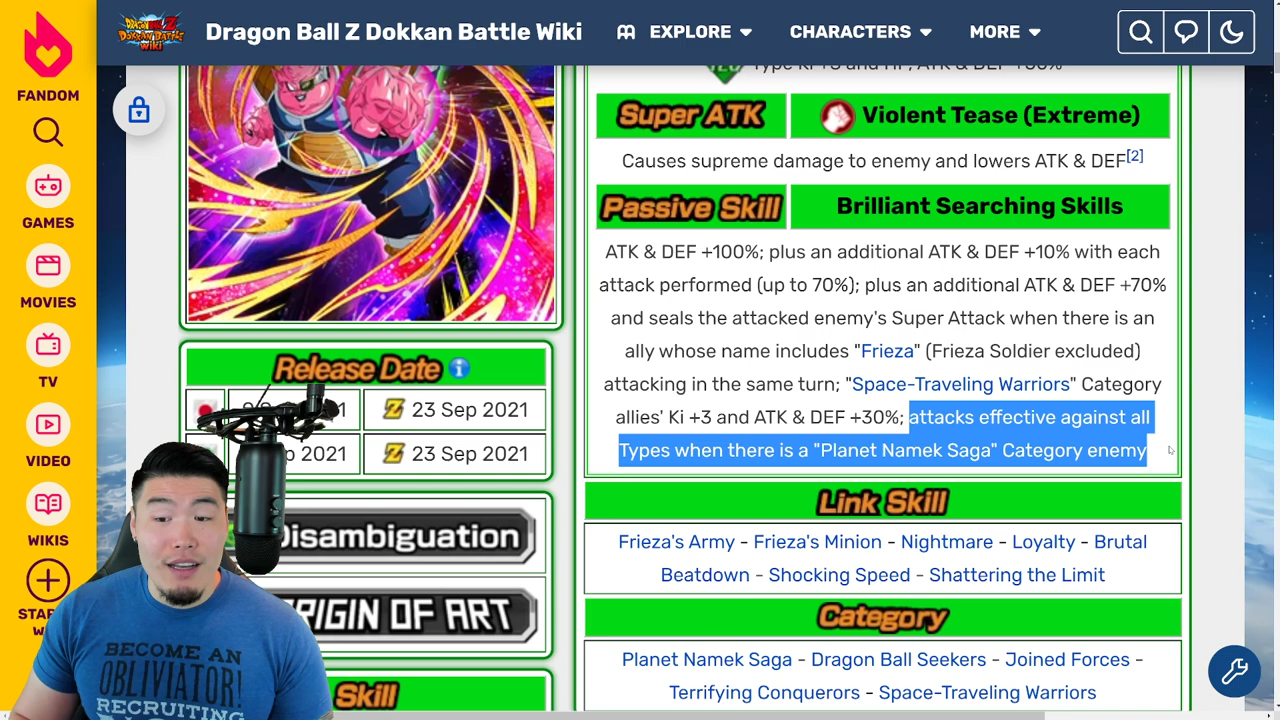 Dragon Ball Z Dokkan Battle Wiki
EXPLORE
CHARACTERS
MORE
FANDOM
GAMES
MOVIES
TV
VIDEO
WIKIS
Super ATK
Violent Tease (Extreme)
Causes supreme damage to enemy and lowers ATK & DEF[2]
Passive Skill
Brilliant Searching Skills
ATK & DEF +100%; plus an additional ATK & DEF +10% with each
attack performed (up to 70%); plus an additional ATK & DEF +70%
and seals the attacked enemy's Super Attack when there is an
ally whose name includes "Frieza" (Frieza Soldier excluded)
attacking in the same turn; "Space-Traveling Warriors" Category
allies' Ki +3 and ATK & DEF +30%; attacks effective against all
Types when there is a "Planet Namek Saga" Category enemy
Release Date
23 Sep 2021
2021
23 Sep 2021
Disambiguation
ORIGIN OF ART
Skill
Link Skill
Frieza's Army - Frieza's Minion - Nightmare - Loyalty - Brutal
Beatdown - Shocking Speed - Shattering the Limit
Category
Planet Namek Saga - Dragon Ball Seekers - Joined Forces -
Terrifying Conquerors - Space-Traveling Warriors
BECOME AN
OBLIVIATOR!
RECRUITING